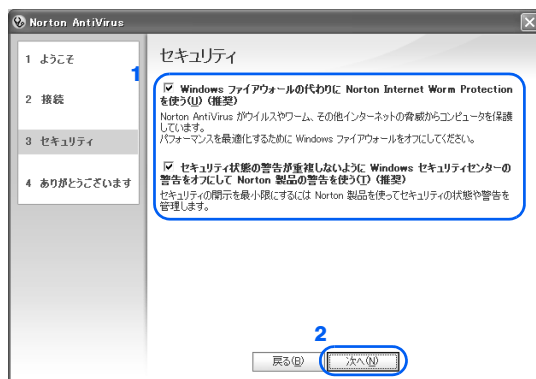 Norton AntiVirus
1 ようこそ
2 接続
3 セキュリティ
4 ありがとうございます
1
セキュリティ
Windows ファイアウォールの代わりに Norton Internet Worm Protection
を使う(U) (推奨)
Norton AntiVirus がウイルスやワーム、その他インターネットの脅威からコンピュータを保護
しています。
パフォーマンスを最適化するために Windows ファイアウォールをオフにしてください。
セキュリティ状態の警告が重複しないように Windows セキュリティセンターの
警告をオフにして Norton 製品の警告を使う(T) (推奨)
セキュリティの開示を最小限にするには Norton 製品を使ってセキュリティの状態や警告を
管理します。
2
戻る(B)
次へ(N)